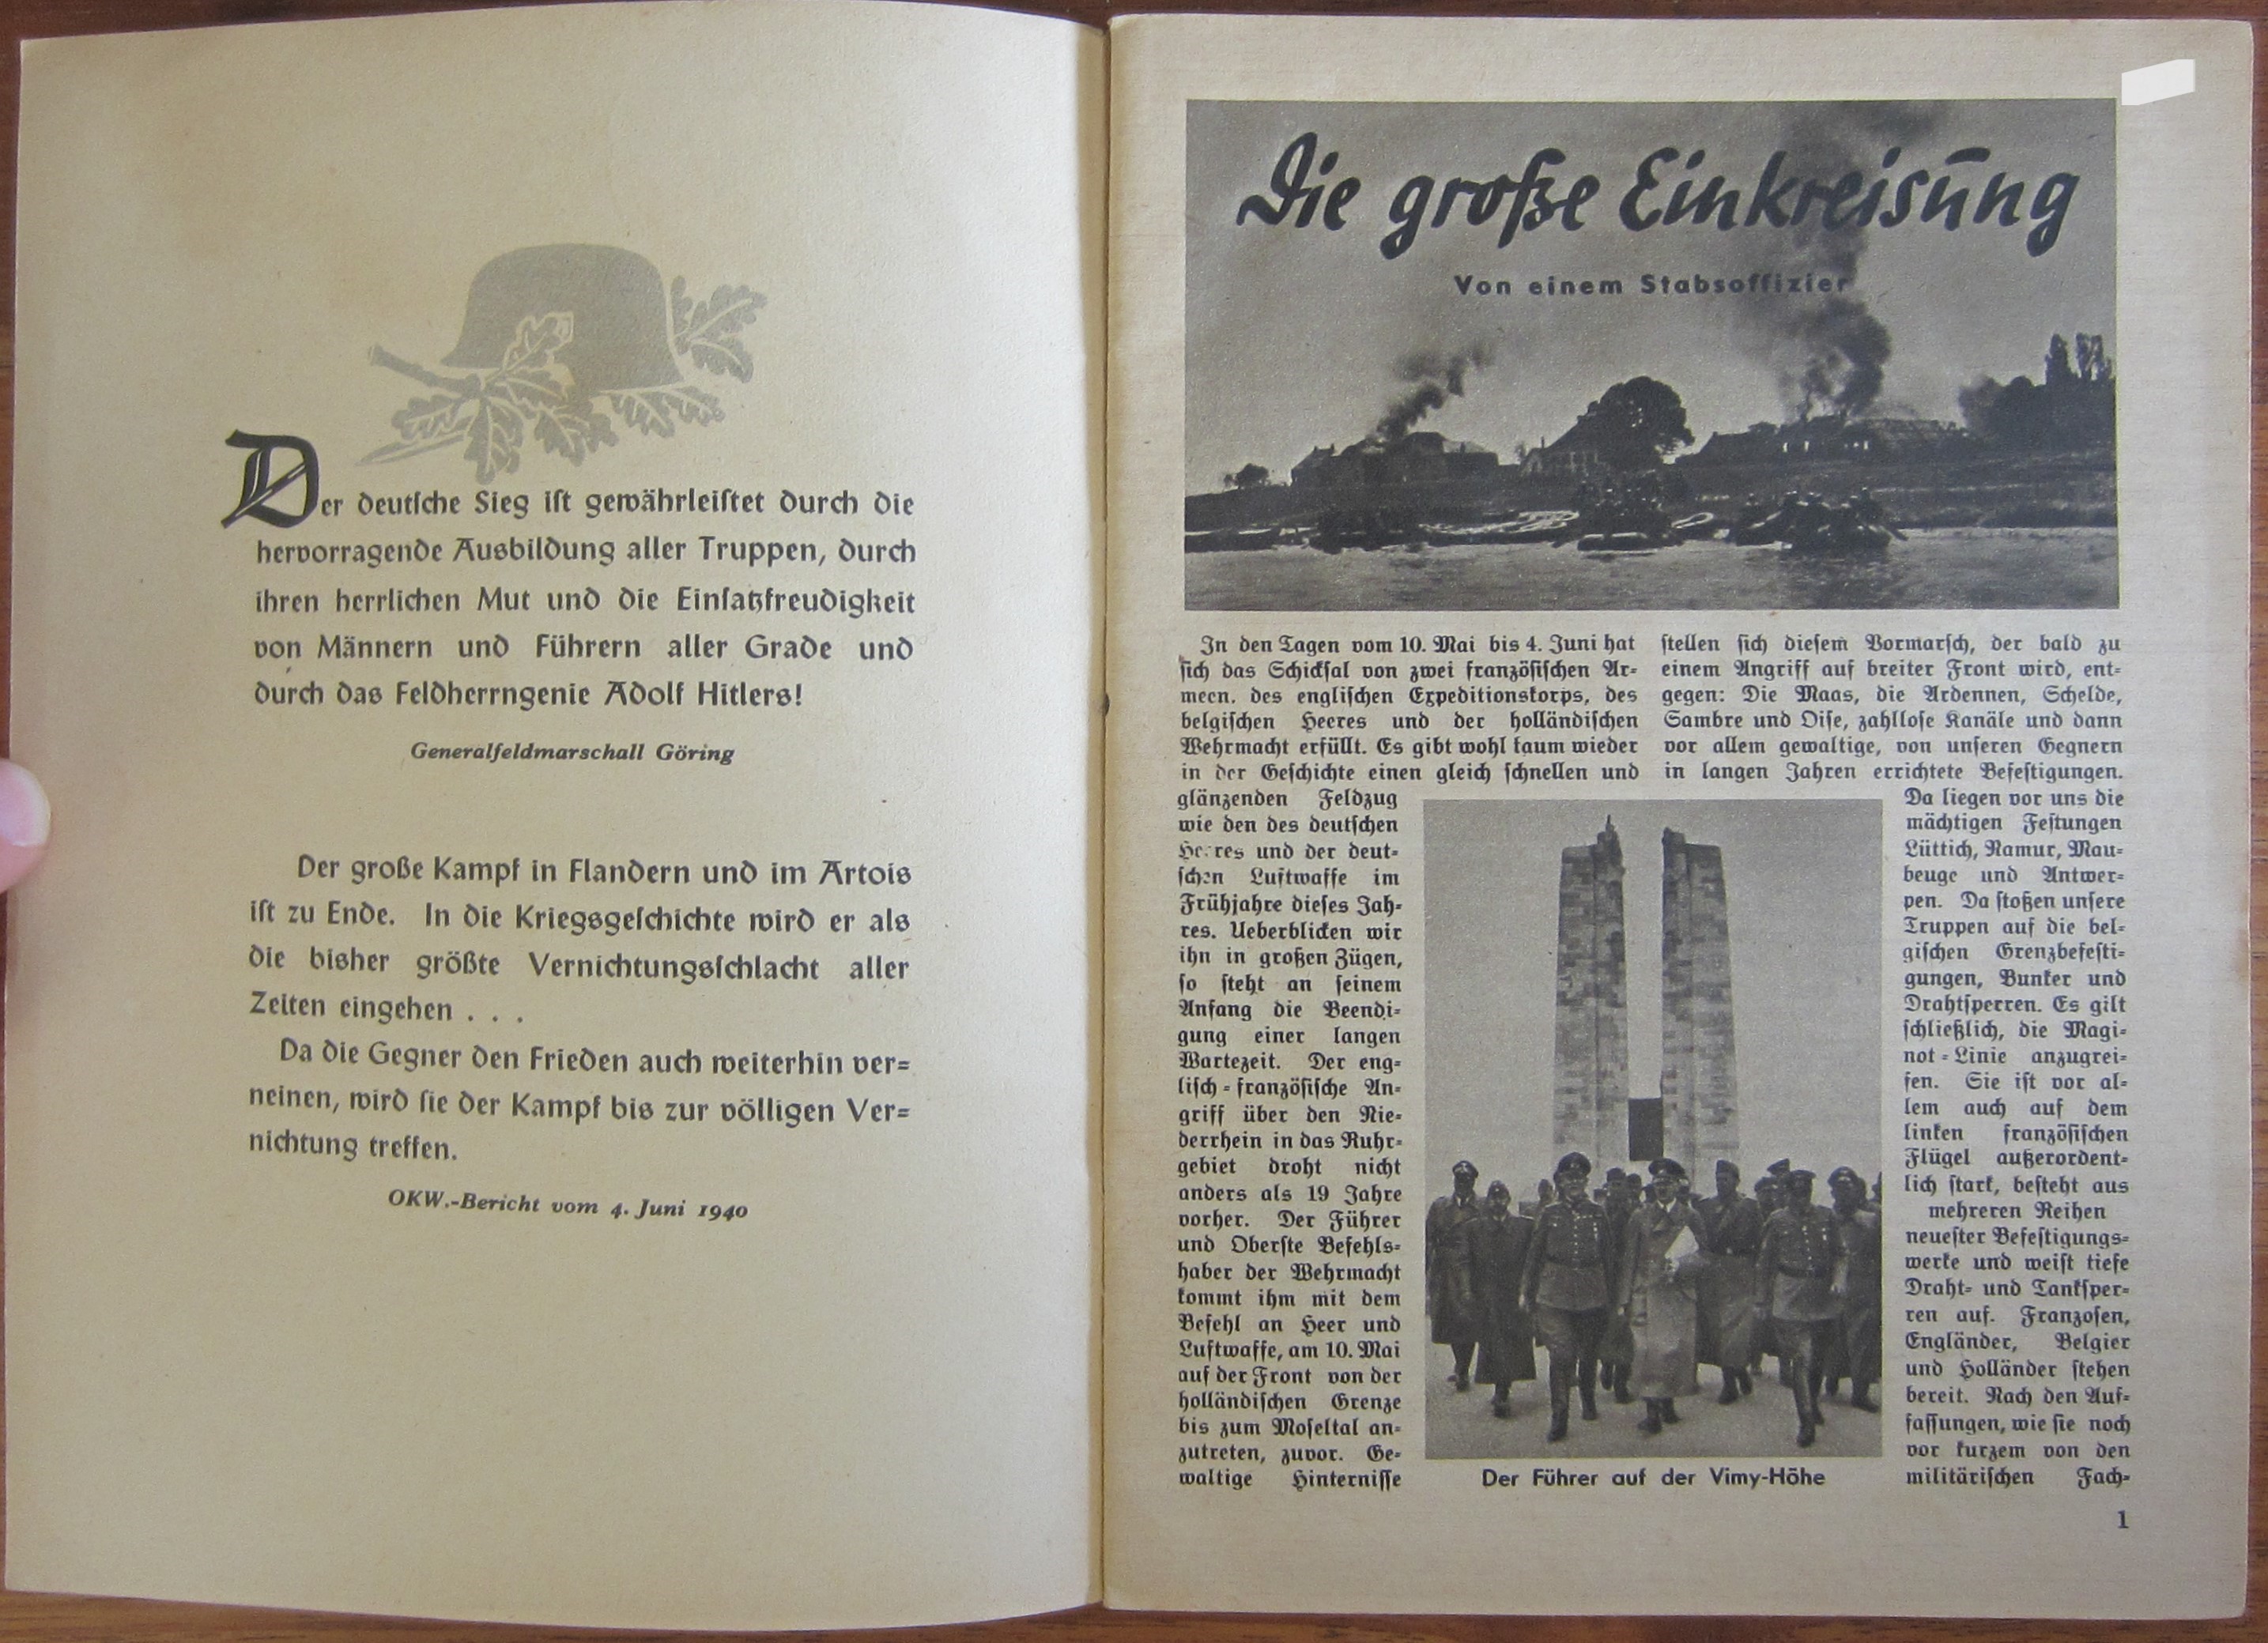 Der deutſche Sieg iſt gewährleiſtet durch die
hervorragende Ausbildung aller Truppen, durch
ihren herrlichen Mut und die Einſatzfreudigkeit
von Männern und Führern aller Grade und
durch das Feldherrngenie Adolf Hitlers!
Generalfeldmarschall Göring
Der große Kampf in Flandern und im Artois
iſt zu Ende. In die Kriegsgeſchichte wird er als
die bisher größte Vernichtungsſchlacht aller
Zeiten eingehen . . .
Da die Gegner den Frieden auch weiterhin ver=
neinen, wird ſie der Kampf bis zur völligen Ver=
nichtung treffen.
OKW.-Bericht vom 4. Juni 1940
Die große Einkreisung
Von einem Stabsoffizier
In den Tagen vom 10. Mai bis 4. Juni hat
ſich das Schickſal von zwei franzöſiſchen Ar=
meen. des engliſchen Expeditionskorps, des
belgiſchen Heeres und der holländiſchen
Wehrmacht erfüllt. Es gibt wohl kaum wieder
in der Geſchichte einen gleich ſchnellen und
glänzenden Feldzug
wie den des deutſchen
Heeres und der deut=
ſchen Luftwaffe im
Frühjahre dieſes Jah=
res. Ueberblicken wir
ihn in großen Zügen,
ſo ſteht an ſeinem
Anfang die Beendi=
gung einer langen
Wartezeit. Der eng=
liſch=franzöſiſche An=
griff über den Nie=
derrhein in das Ruhr=
gebiet droht nicht
anders als 19 Jahre
vorher. Der Führer
und Oberſte Befehls=
haber der Wehrmacht
kommt ihm mit dem
Befehl an Heer und
Luftwaffe, am 10. Mai
auf der Front von der
holländiſchen Grenze
bis zum Moſeltal an=
zutreten, zuvor. Ge=
waltige Hinterniſſe
ſtellen ſich dieſem Vormarſch, der bald zu
einem Angriff auf breiter Front wird, ent=
gegen: Die Maas, die Ardennen, Schelde,
Sambre und Oiſe, zahlloſe Kanäle und dann
vor allem gewaltige, von unſeren Gegnern
in langen Jahren errichtete Befeſtigungen.
Da liegen vor uns die
mächtigen Feſtungen
Lüttich, Namur, Mau=
beuge und Antwer=
pen. Da ſtoßen unſere
Truppen auf die bel=
giſchen Grenzbefeſti=
gungen, Bunker und
Drahtſperren. Es gilt
ſchließlich, die Magi=
not=Linie anzugrei=
fen. Sie iſt vor al=
lem auch auf dem
linken franzöſiſchen
Flügel außerordent=
lich ſtark, beſteht aus
mehreren Reihen
neueſter Befeſtigungs=
werke und weiſt tiefe
Draht= und Tankſper=
ren auf. Franzoſen,
Engländer, Belgier
und Holländer ſtehen
bereit. Nach den Auf=
faſſungen, wie ſie noch
vor kurzem von den
militäriſchen Fach=
Der Führer auf der Vimy-Höhe
1